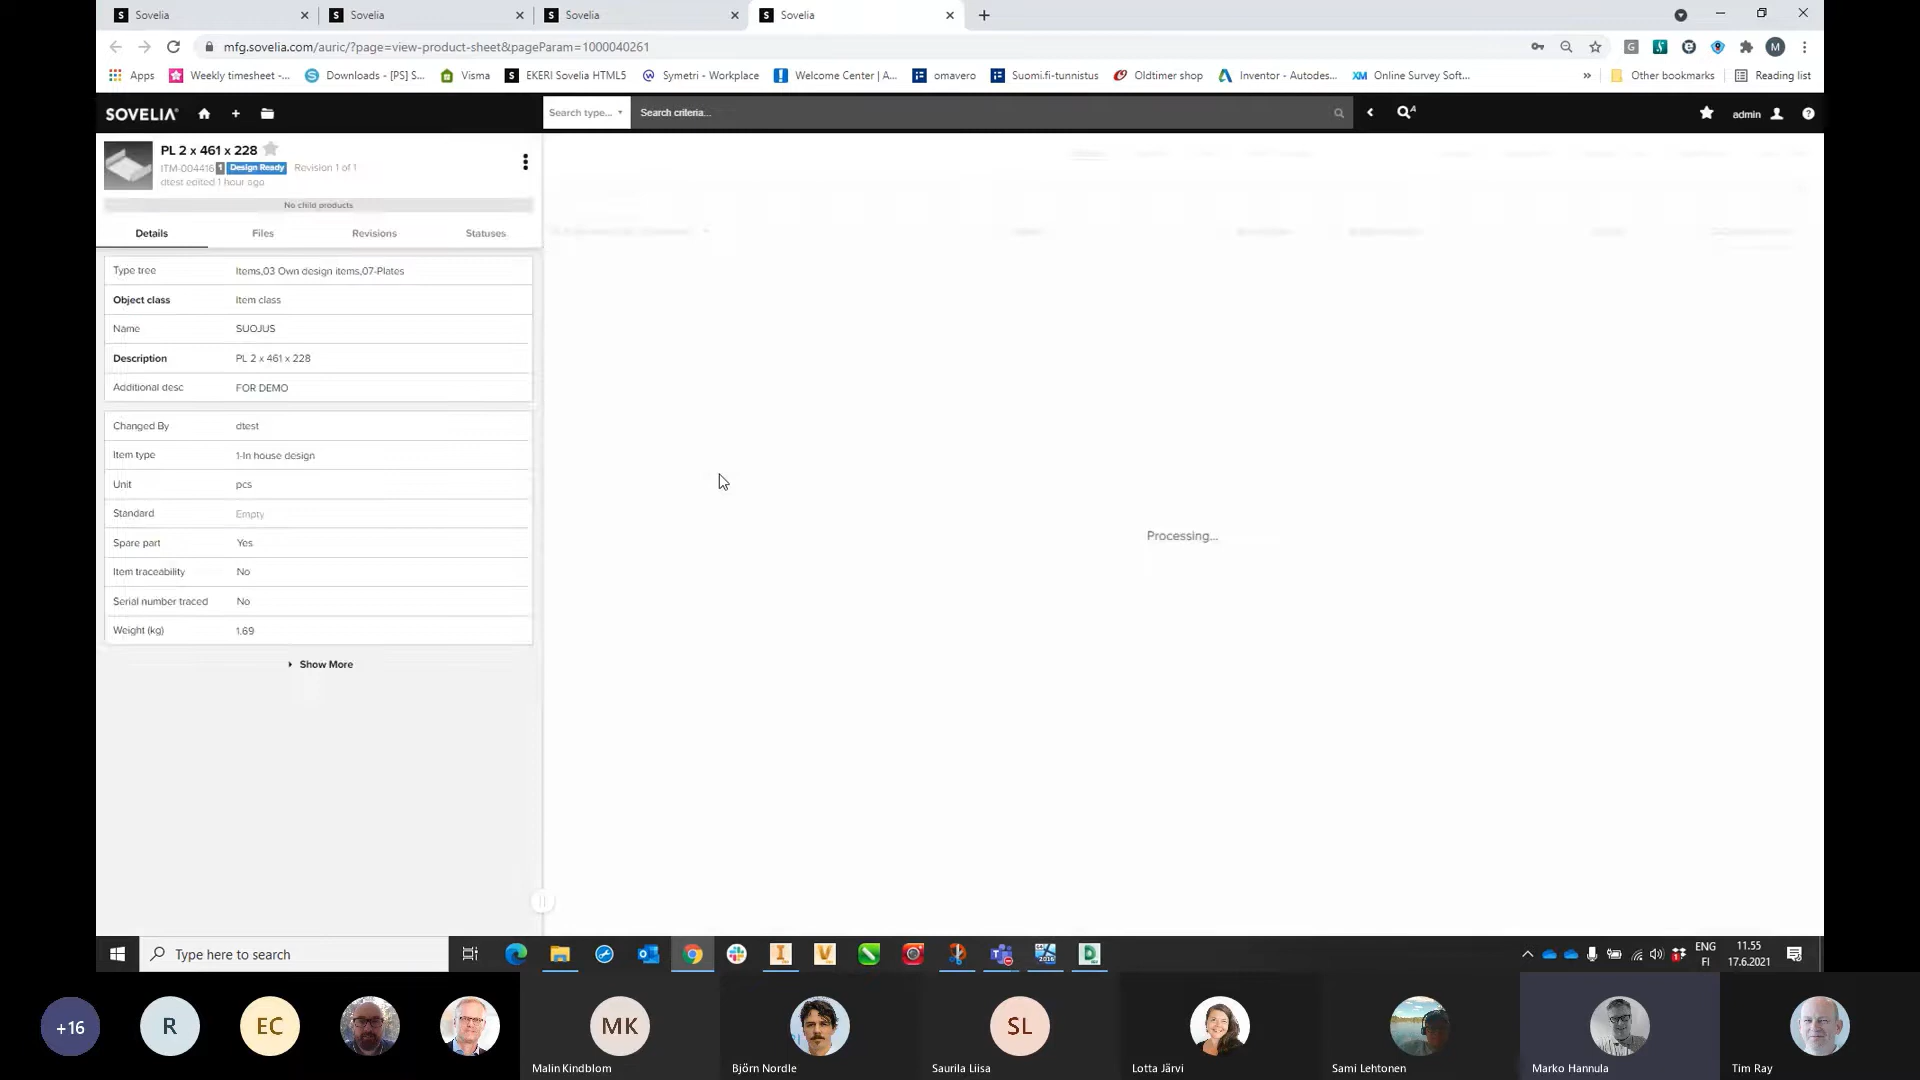 Sovelia
Sovelia
Sovelia
Sovelia
mfg.sovelia.com/auric/?page=view-product-sheet&pageParam=1000040261
M
Apps
Weekly timesheet -...
Downloads - [PS] S...
Visma
EKERI Sovelia HTML5
Symetri - Workplace
Welcome Center | A...
omavero
Suomi.fi-tunnistus
Oldtimer shop
Inventor - Autodes...
Online Survey Soft...
»
Other bookmarks
Reading list
SOVELIA
Search type...
Search criteria...
admin
PL 2 x 461 x 228
ITM-004416 1 Design Ready Revision 1 of 1
dtest edited 1 hour ago
No child products
Details Files Revisions Statuses
Type tree Items,03 Own design items,07-Plates
Object class Item class
Name SUOJUS
Description PL 2 x 461 x 228
Additional desc FOR DEMO
Changed By dtest
Item type 1-In house design
Unit pcs
Standard Empty
Spare part Yes
Item traceability No
Serial number traced No
Weight (kg) 1.69
Show More
Processing...
Type here to search
ENG
FI
11.55
17.6.2021
+16
R
EC
MK
SL
Malin Kindblom
Björn Nordle
Saurila Liisa
Lotta Järvi
Sami Lehtonen
Marko Hannula
Tim Ray